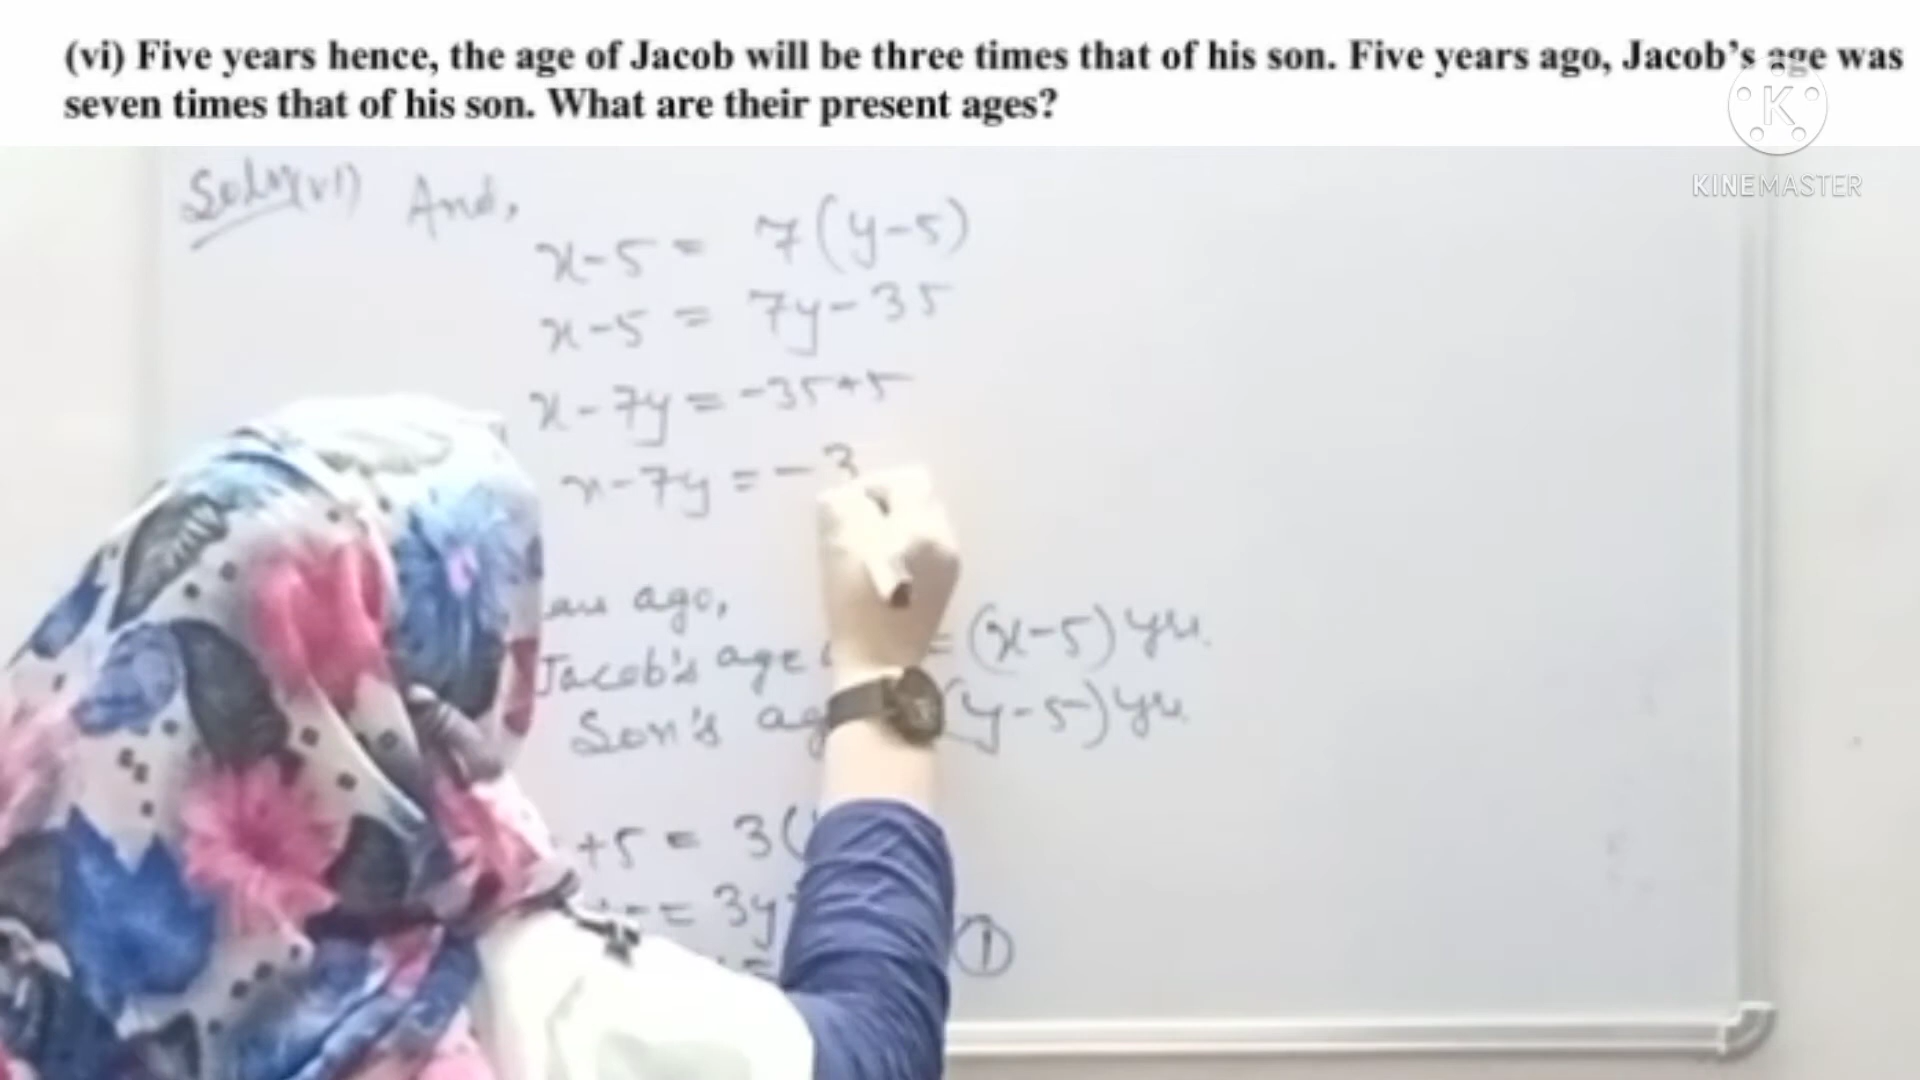 (vi) Five years hence, the age of Jacob will be three times that of his son. Five years ago, Jacob's age was
seven times that of his son. What are their present ages?
K
KINEMASTER
Soln(vi) And,
x-5 = 7(y-5)
x-5 = 7y-35
x-7y = -35+5
x-7y = -3
ago,
Jacob's age = (x-5) yrs.
Son's ag (y-5) yrs.
+5 = 3(
= 3y
①